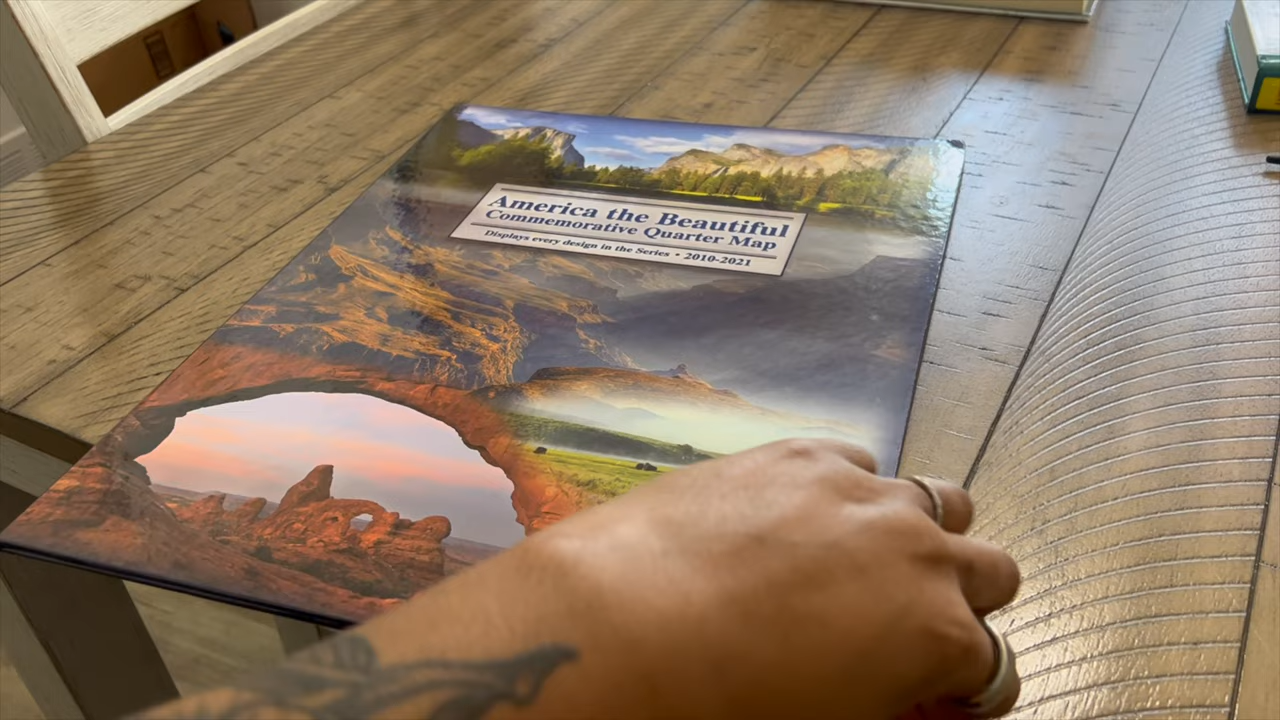 America the Beautiful
Commemorative Quarter Map
Displays every design in the Series • 2010-2021